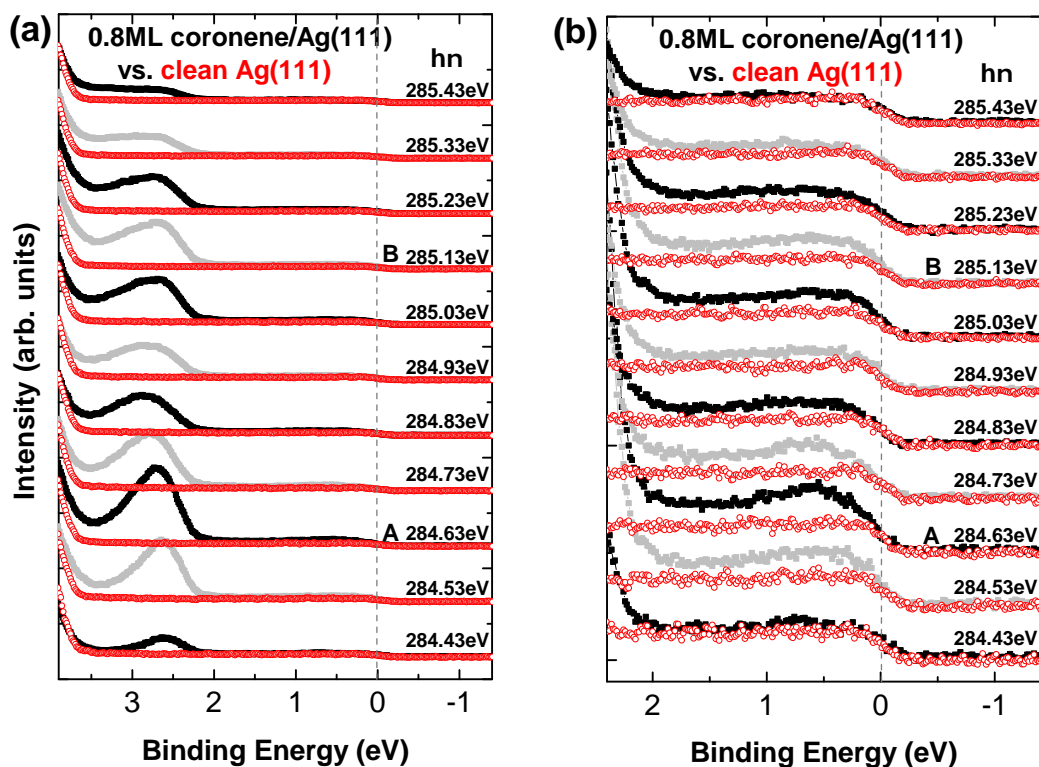 (a)
0.8ML coronene/Ag(111)
vs. clean Ag(111)
hn
285.43eV
285.33eV
285.23eV
B 285.13eV
285.03eV
284.93eV
284.83eV
284.73eV
A 284.63eV
284.53eV
284.43eV
3 2 1 0 -1
Binding Energy (eV)
Intensity (arb. units)
(b)
0.8ML coronene/Ag(111)
vs. clean Ag(111)
hn
285.43eV
285.33eV
285.23eV
B 285.13eV
285.03eV
284.93eV
284.83eV
284.73eV
A 284.63eV
284.53eV
284.43eV
2 1 0 -1
Binding Energy (eV)